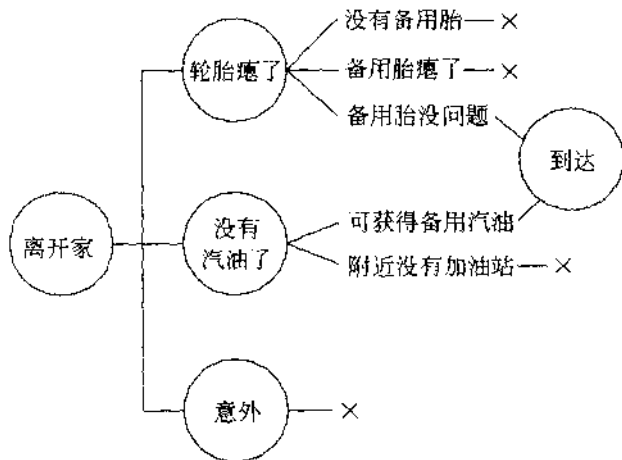 没有备用胎 ×
轮胎瘪了
备用胎瘪了 ×
备用胎没问题
到达
离开家
没有
汽油了
可获得备用汽油
附近没有加油站 ×
意外 ×